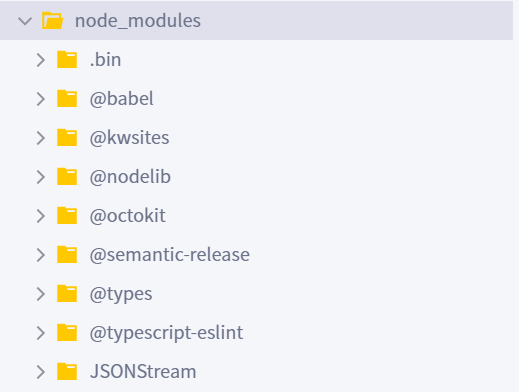 node_modules
.bin
@babel
@kwsites
@nodelib
@octokit
@semantic-release
@types
@typescript-eslint
JSONStream